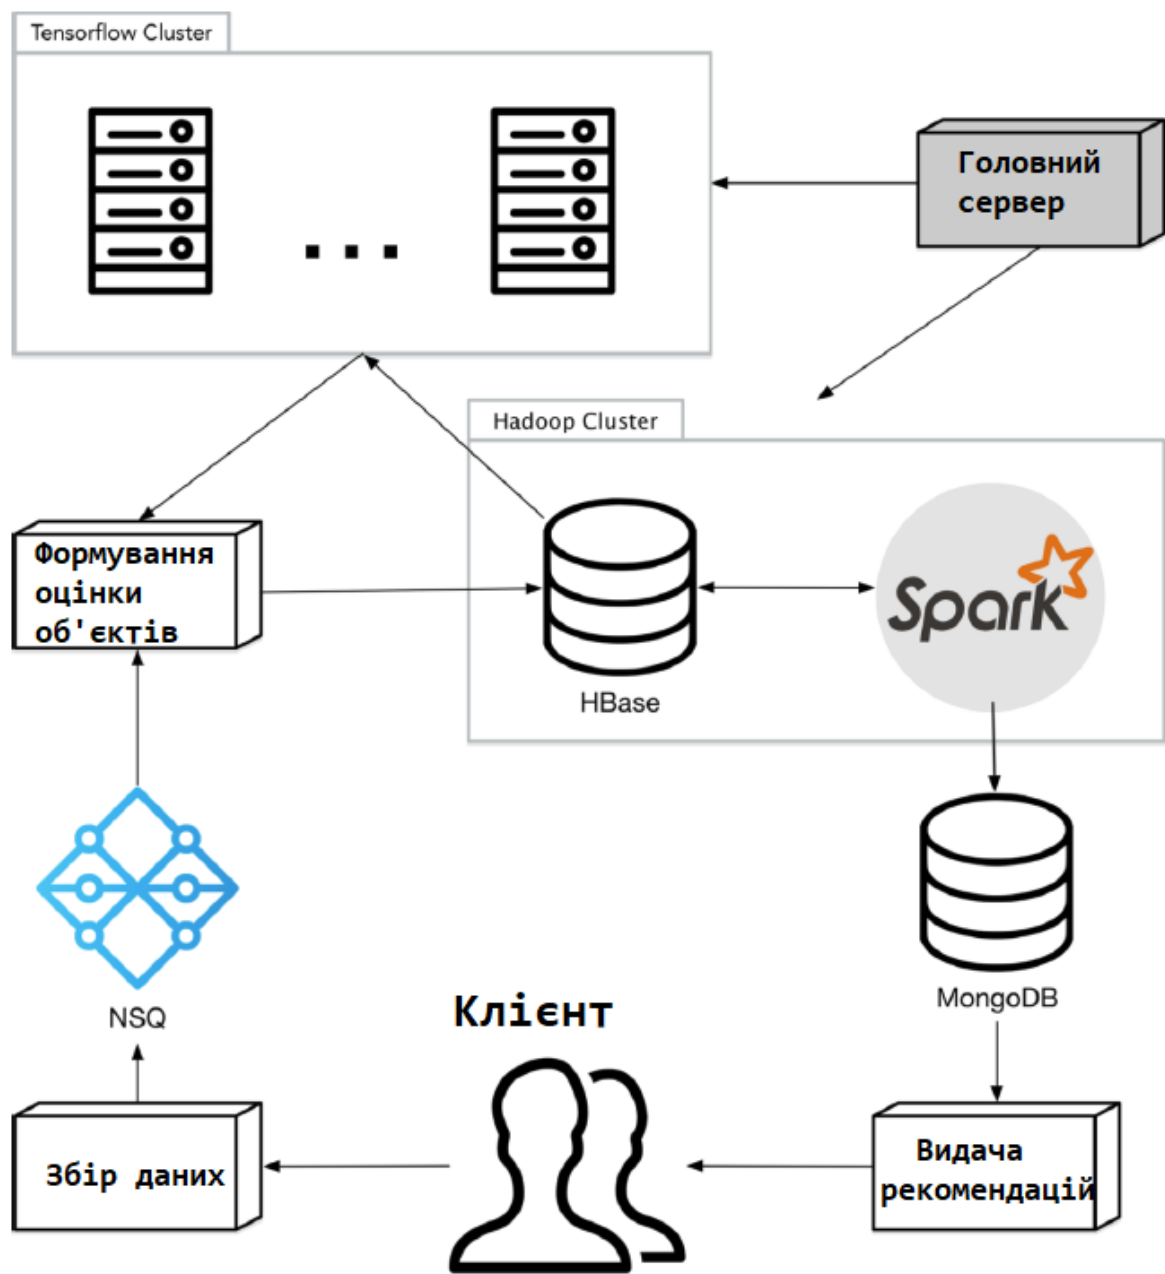 Tensorflow Cluster
Головний
сервер
Hadoop Cluster
Формування
оцінки
об'єктів
Spark
HBase
NSQ
MongoDB
Клієнт
Збір даних
Видача
рекомендацій